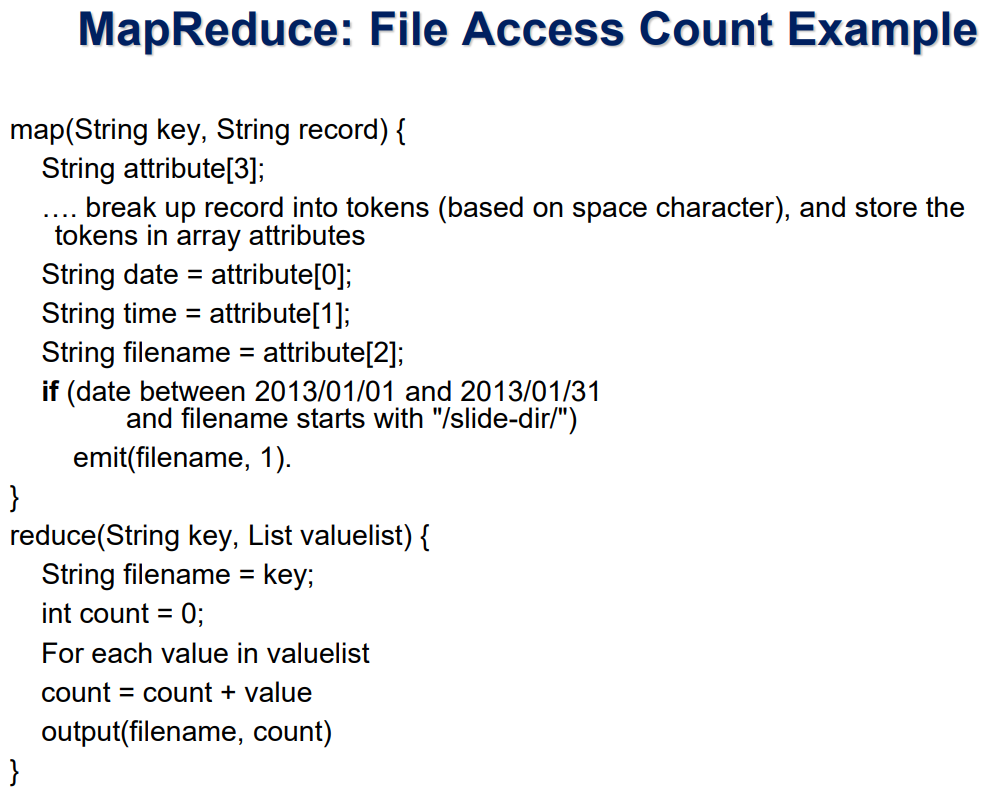 MapReduce: File Access Count Example
map(String key, String record) {
String attribute[3];
…. break up record into tokens (based on space character), and store the
tokens in array attributes
String date = attribute[0];
String time = attribute[1];
String filename = attribute[2];
if (date between 2013/01/01 and 2013/01/31
and filename starts with "/slide-dir/")
emit(filename, 1).
}
reduce(String key, List valuelist) {
String filename = key;
int count = 0;
For each value in valuelist
count = count + value
output(filename, count)
}